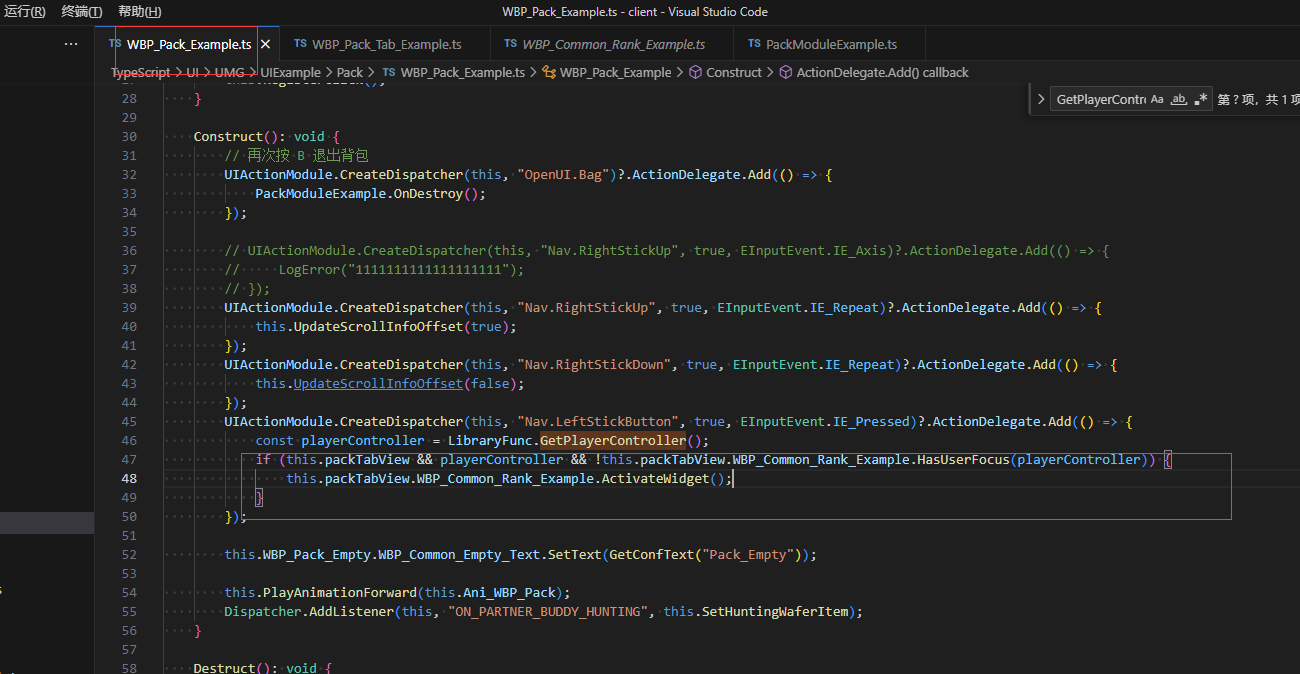 运行(R) 终端(T) 帮助(H) WBP_Pack_Example.ts - client - Visual Studio Code
··· TS WBP_Pack_Example.ts × TS WBP_Pack_Tab_Example.ts TS WBP_Common_Rank_Example.ts TS PackModuleExample.ts
TypeScript > UI > UMG > UIExample > Pack > TS WBP_Pack_Example.ts > WBP_Pack_Example > Construct > ActionDelegate.Add() callback
GetPlayerContr Aa ab .* 第 ? 项，共 1 项
28 }
29
30 Construct(): void {
31 // 再次按 B 退出背包
32 UIActionModule.CreateDispatcher(this, "OpenUI.Bag")?.ActionDelegate.Add(() => {
33 PackModuleExample.OnDestroy();
34 });
35
36 // UIActionModule.CreateDispatcher(this, "Nav.RightStickUp", true, EInputEvent.IE_Axis)?.ActionDelegate.Add(() => {
37 // LogError("1111111111111111111");
38 // });
39 UIActionModule.CreateDispatcher(this, "Nav.RightStickUp", true, EInputEvent.IE_Repeat)?.ActionDelegate.Add(() => {
40 this.UpdateScrollInfoOffset(true);
41 });
42 UIActionModule.CreateDispatcher(this, "Nav.RightStickDown", true, EInputEvent.IE_Repeat)?.ActionDelegate.Add(() => {
43 this.UpdateScrollInfoOffset(false);
44 });
45 UIActionModule.CreateDispatcher(this, "Nav.LeftStickButton", true, EInputEvent.IE_Pressed)?.ActionDelegate.Add(() => {
46 const playerController = LibraryFunc.GetPlayerController();
47 if (this.packTabView && playerController && !this.packTabView.WBP_Common_Rank_Example.HasUserFocus(playerController)) {
48 this.packTabView.WBP_Common_Rank_Example.ActivateWidget();
49 }
50 });
51
52 this.WBP_Pack_Empty.WBP_Common_Empty_Text.SetText(GetConfText("Pack_Empty"));
53
54 this.PlayAnimationForward(this.Ani_WBP_Pack);
55 Dispatcher.AddListener(this, "ON_PARTNER_BUDDY_HUNTING", this.SetHuntingWaferItem);
56 }
57
58 Destruct(): void {